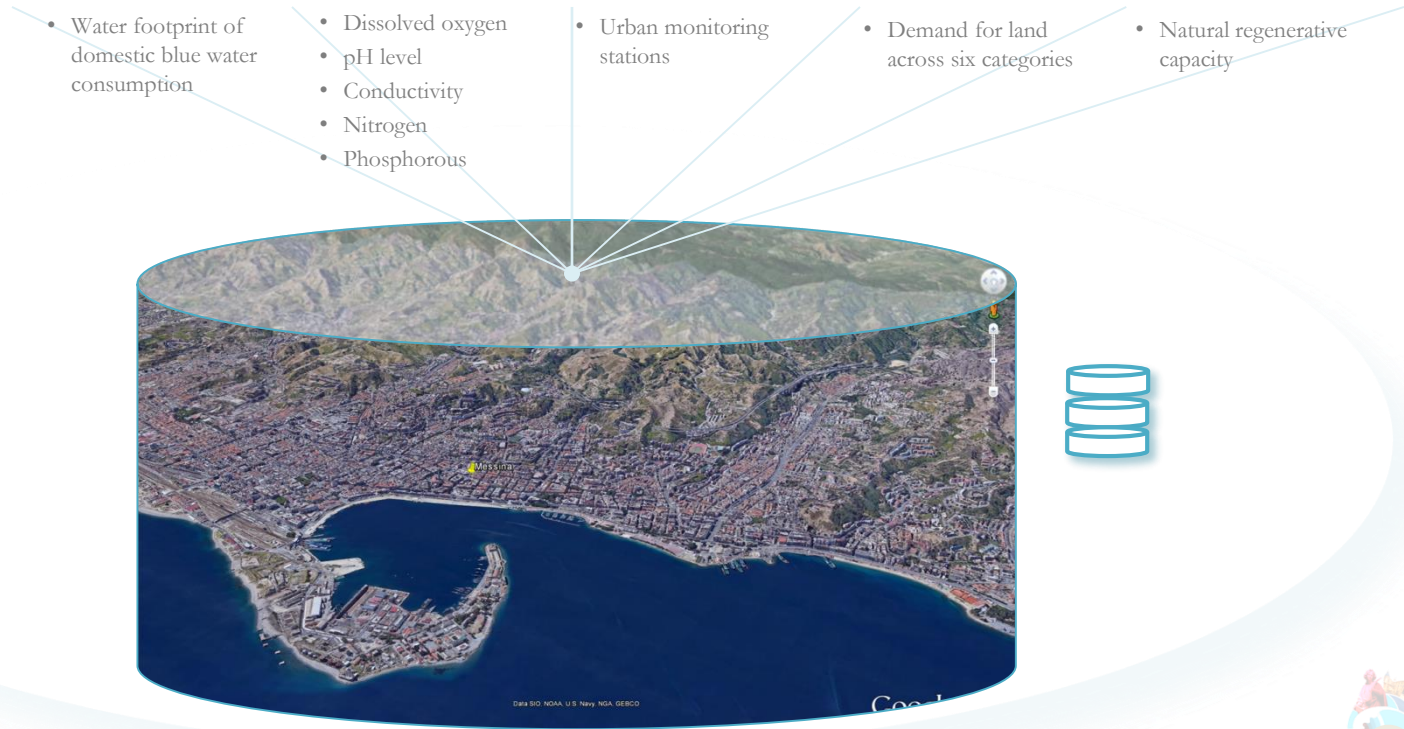 • Water footprint of
domestic blue water
consumption
• Dissolved oxygen
• pH level
• Conductivity
• Nitrogen
• Phosphorous
• Urban monitoring
stations
• Demand for land
across six categories
• Natural regenerative
capacity
Messina
Data SIO, NOAA, U.S. Navy, NGA, GEBCO